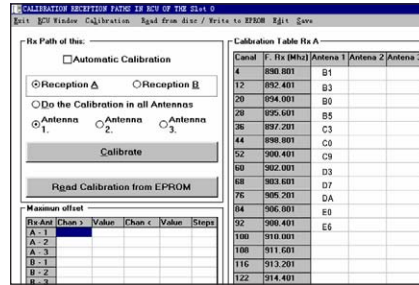 CALIBRATION RECEPTION PATHS IN RCU OF THE Slot 0
Exit RCU Window Calibration Read from disc / Write to EPROM Edit Save
Rx Path of this:
Automatic Calibration
Reception A Reception B
Do the Calibration in all Antennas
Antenna 1. Antenna 2. Antenna 3.
Calibrate
Read Calibration from EPROM
Maximun offset
Rx-Ant Chan > Value Chan < Value Steps
A - 1
A - 2
A - 3
B - 1
B - 2
B - 3
Calibration Table Rx A
Canal F. Rx (Mhz) Antena 1 Antena 2 Antena
4 890.801 B1
12 892.401 B3
20 894.001 B0
28 895.601 B5
36 897.201 C3
44 898.801 C0
52 900.401 C9
60 902.001 D3
68 903.601 D7
76 905.201 DA
84 906.801 E0
92 908.401 E6
100 910.001
108 911.601
116 913.201
122 914.401